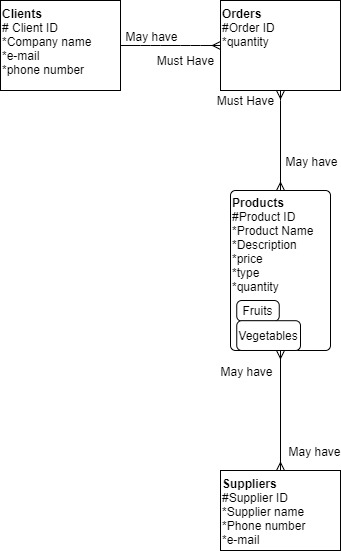 Clients
# Client ID
*Company name
*e-mail
*phone number
May have
Must Have
Orders
#Order ID
*quantity
Must Have
May have
Products
#Product ID
*Product Name
*Description
*price
*type
*quantity
Fruits
Vegetables
May have
May have
Suppliers
#Supplier ID
*Supplier name
*Phone number
*e-mail